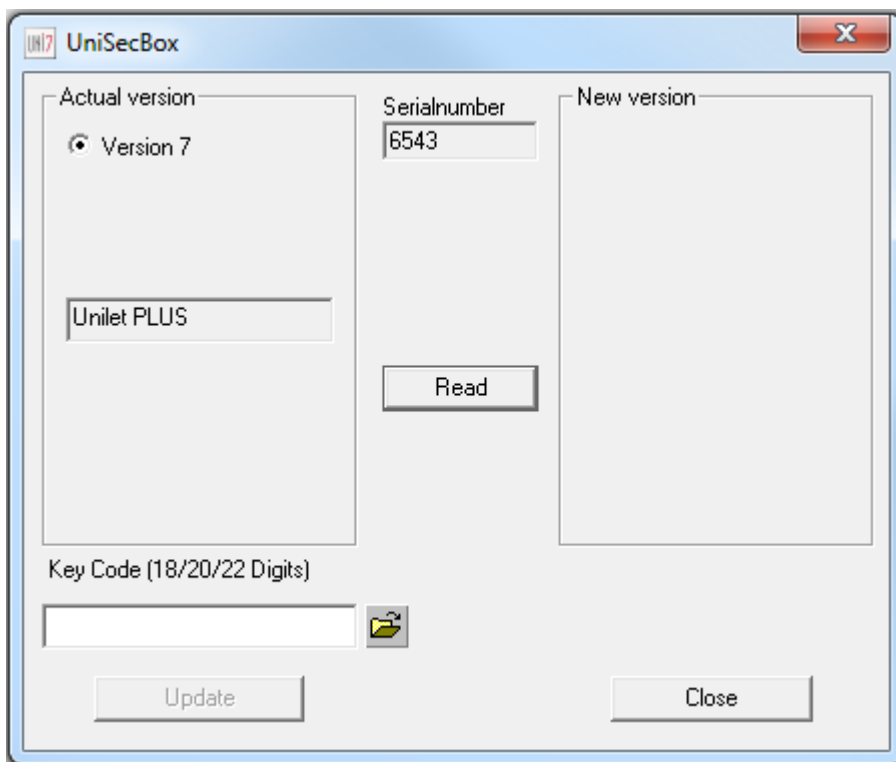 UNI7 UniSecBox
Actual version
Version 7
Unilet PLUS
Serialnumber
6543
Read
New version
Key Code (18/20/22 Digits)
Update
Close